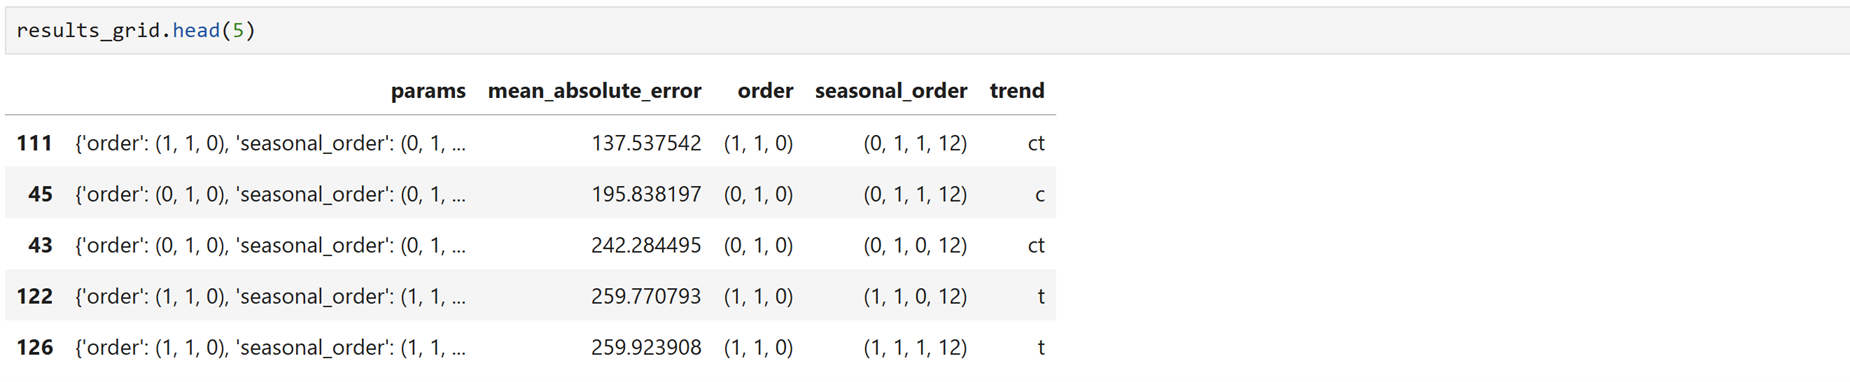 results_grid.head(5)
params mean_absolute_error order seasonal_order trend
111 {'order': (1, 1, 0), 'seasonal_order': (0, 1, ... 137.537542 (1, 1, 0) (0, 1, 1, 12) ct
45 {'order': (0, 1, 0), 'seasonal_order': (0, 1, ... 195.838197 (0, 1, 0) (0, 1, 1, 12) c
43 {'order': (0, 1, 0), 'seasonal_order': (0, 1, ... 242.284495 (0, 1, 0) (0, 1, 0, 12) ct
122 {'order': (1, 1, 0), 'seasonal_order': (1, 1, ... 259.770793 (1, 1, 0) (1, 1, 0, 12) t
126 {'order': (1, 1, 0), 'seasonal_order': (1, 1, ... 259.923908 (1, 1, 0) (1, 1, 1, 12) t